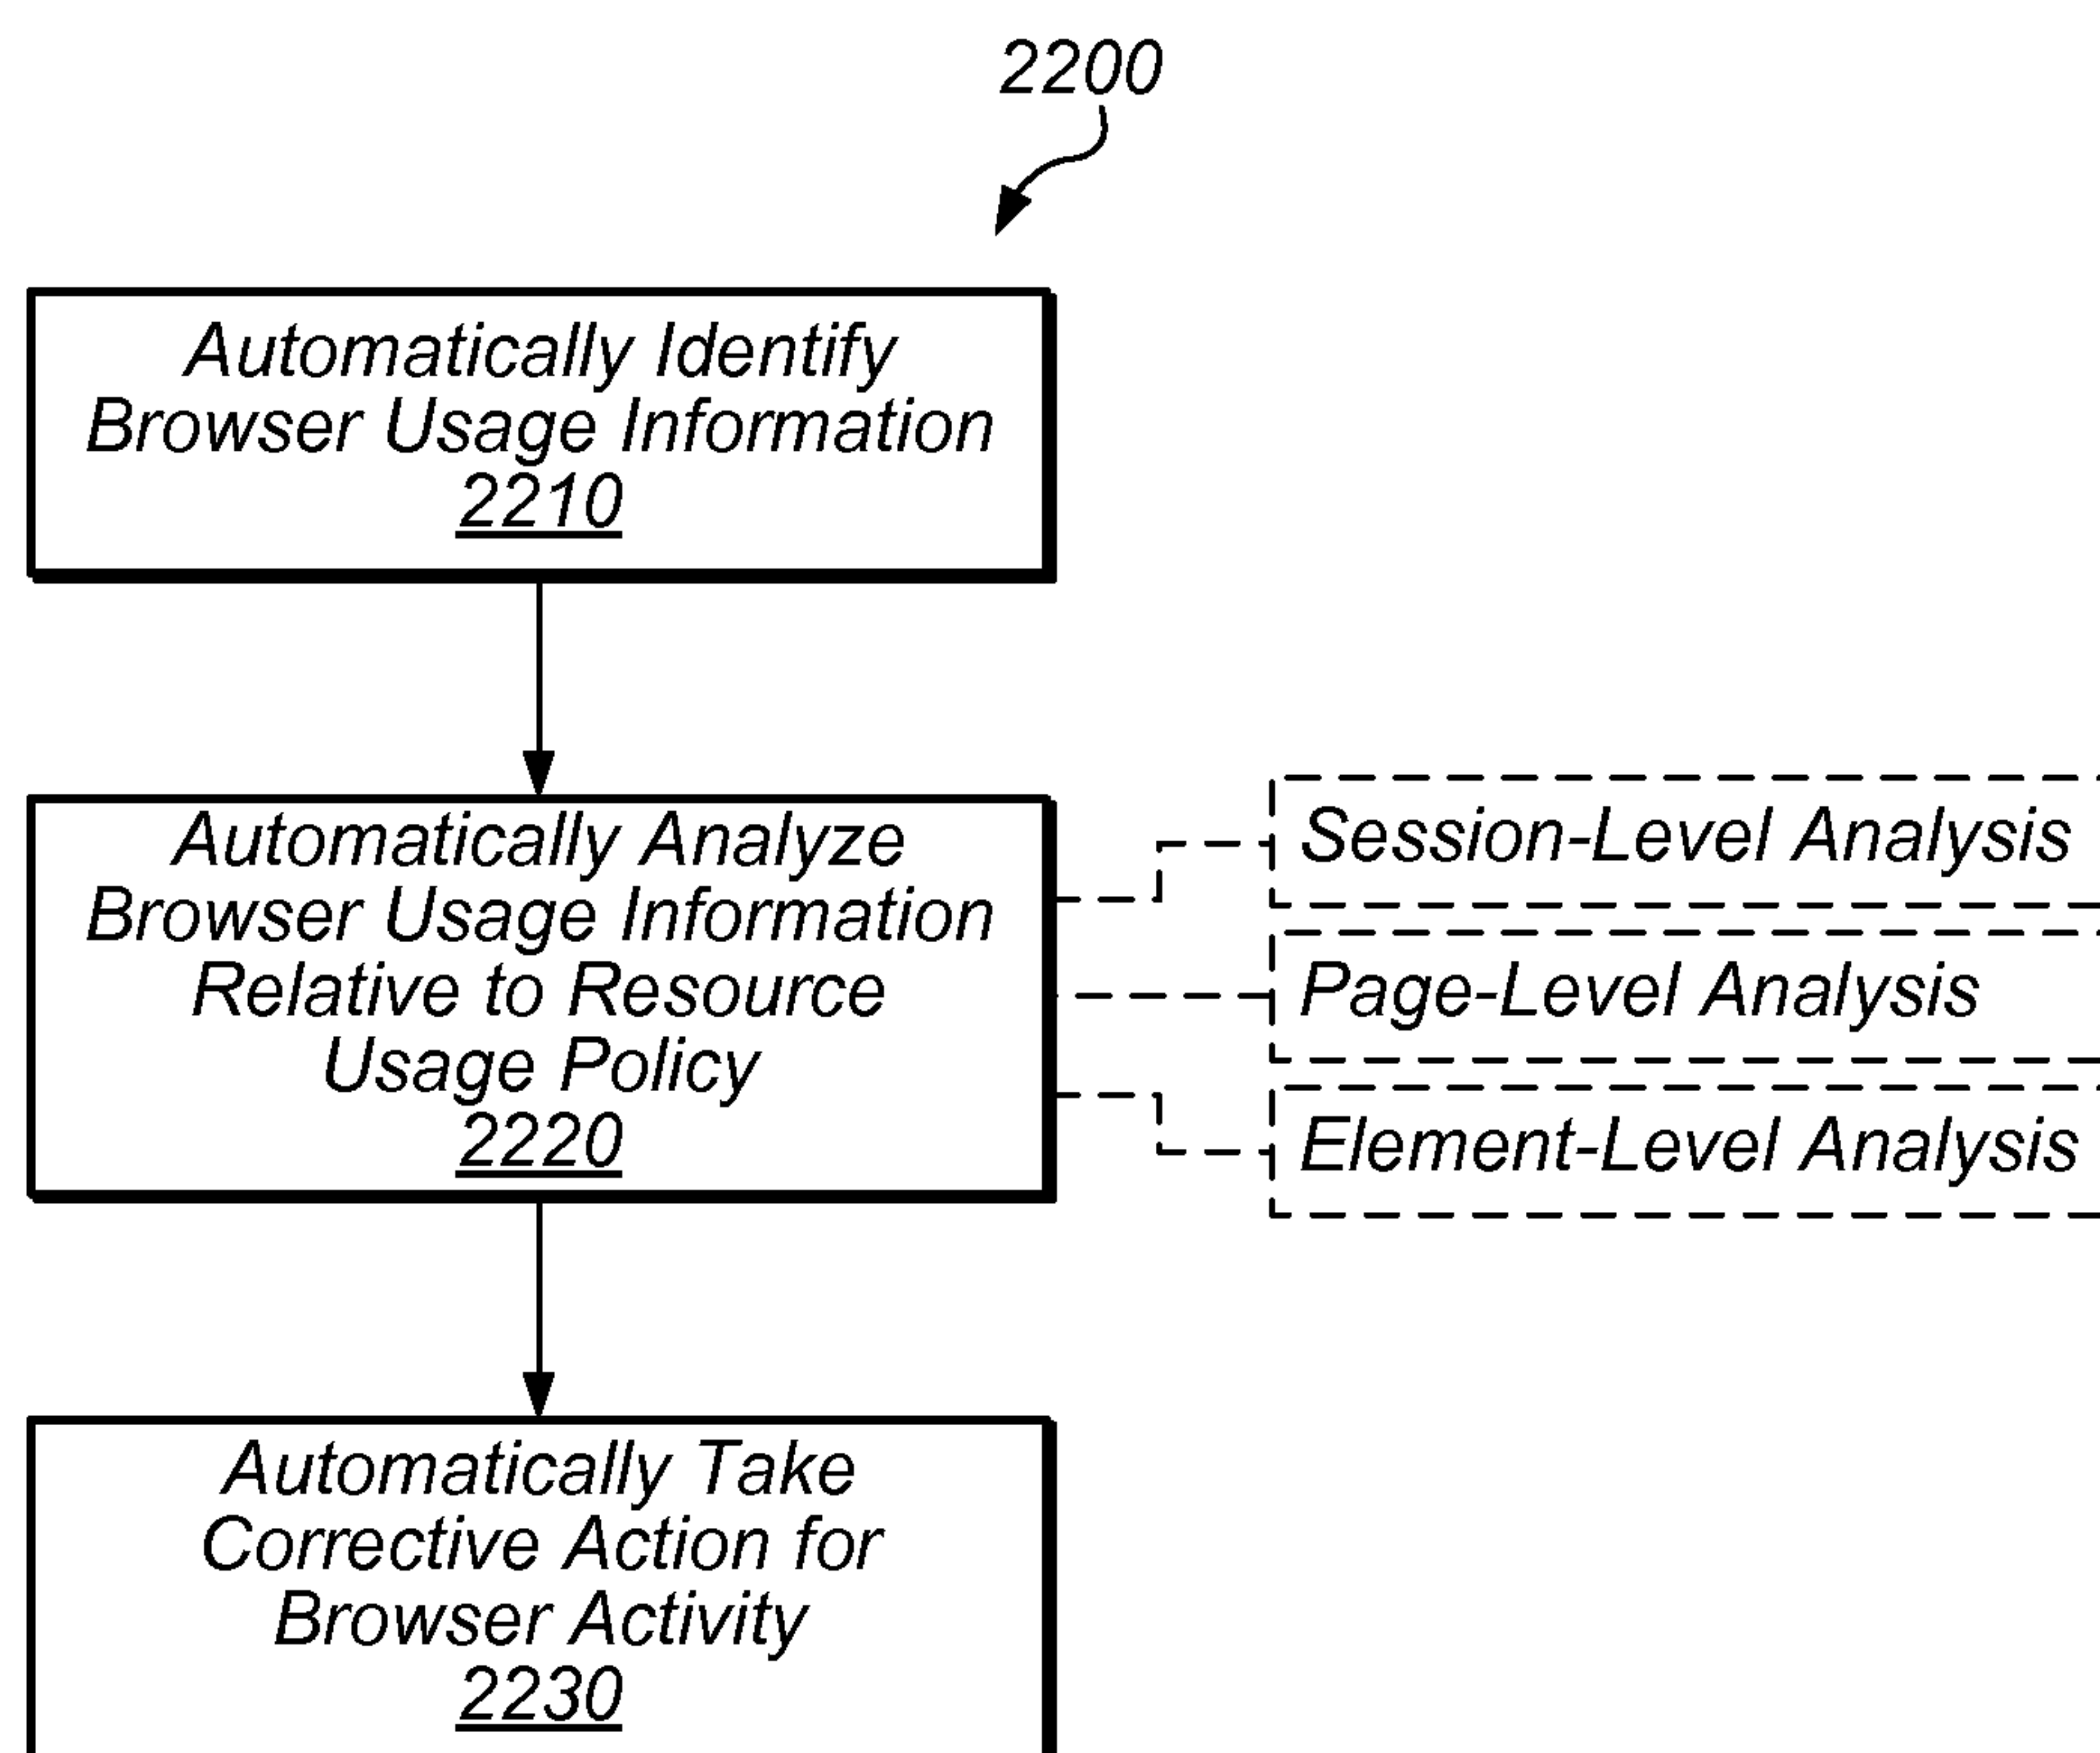 2200
Automatically Identify
Browser Usage Information
2210
Automatically Analyze
Browser Usage Information
Relative to Resource
Usage Policy
2220
Session-Level Analysis
Page-Level Analysis
Element-Level Analysis
Automatically Take
Corrective Action for
Browser Activity
2230